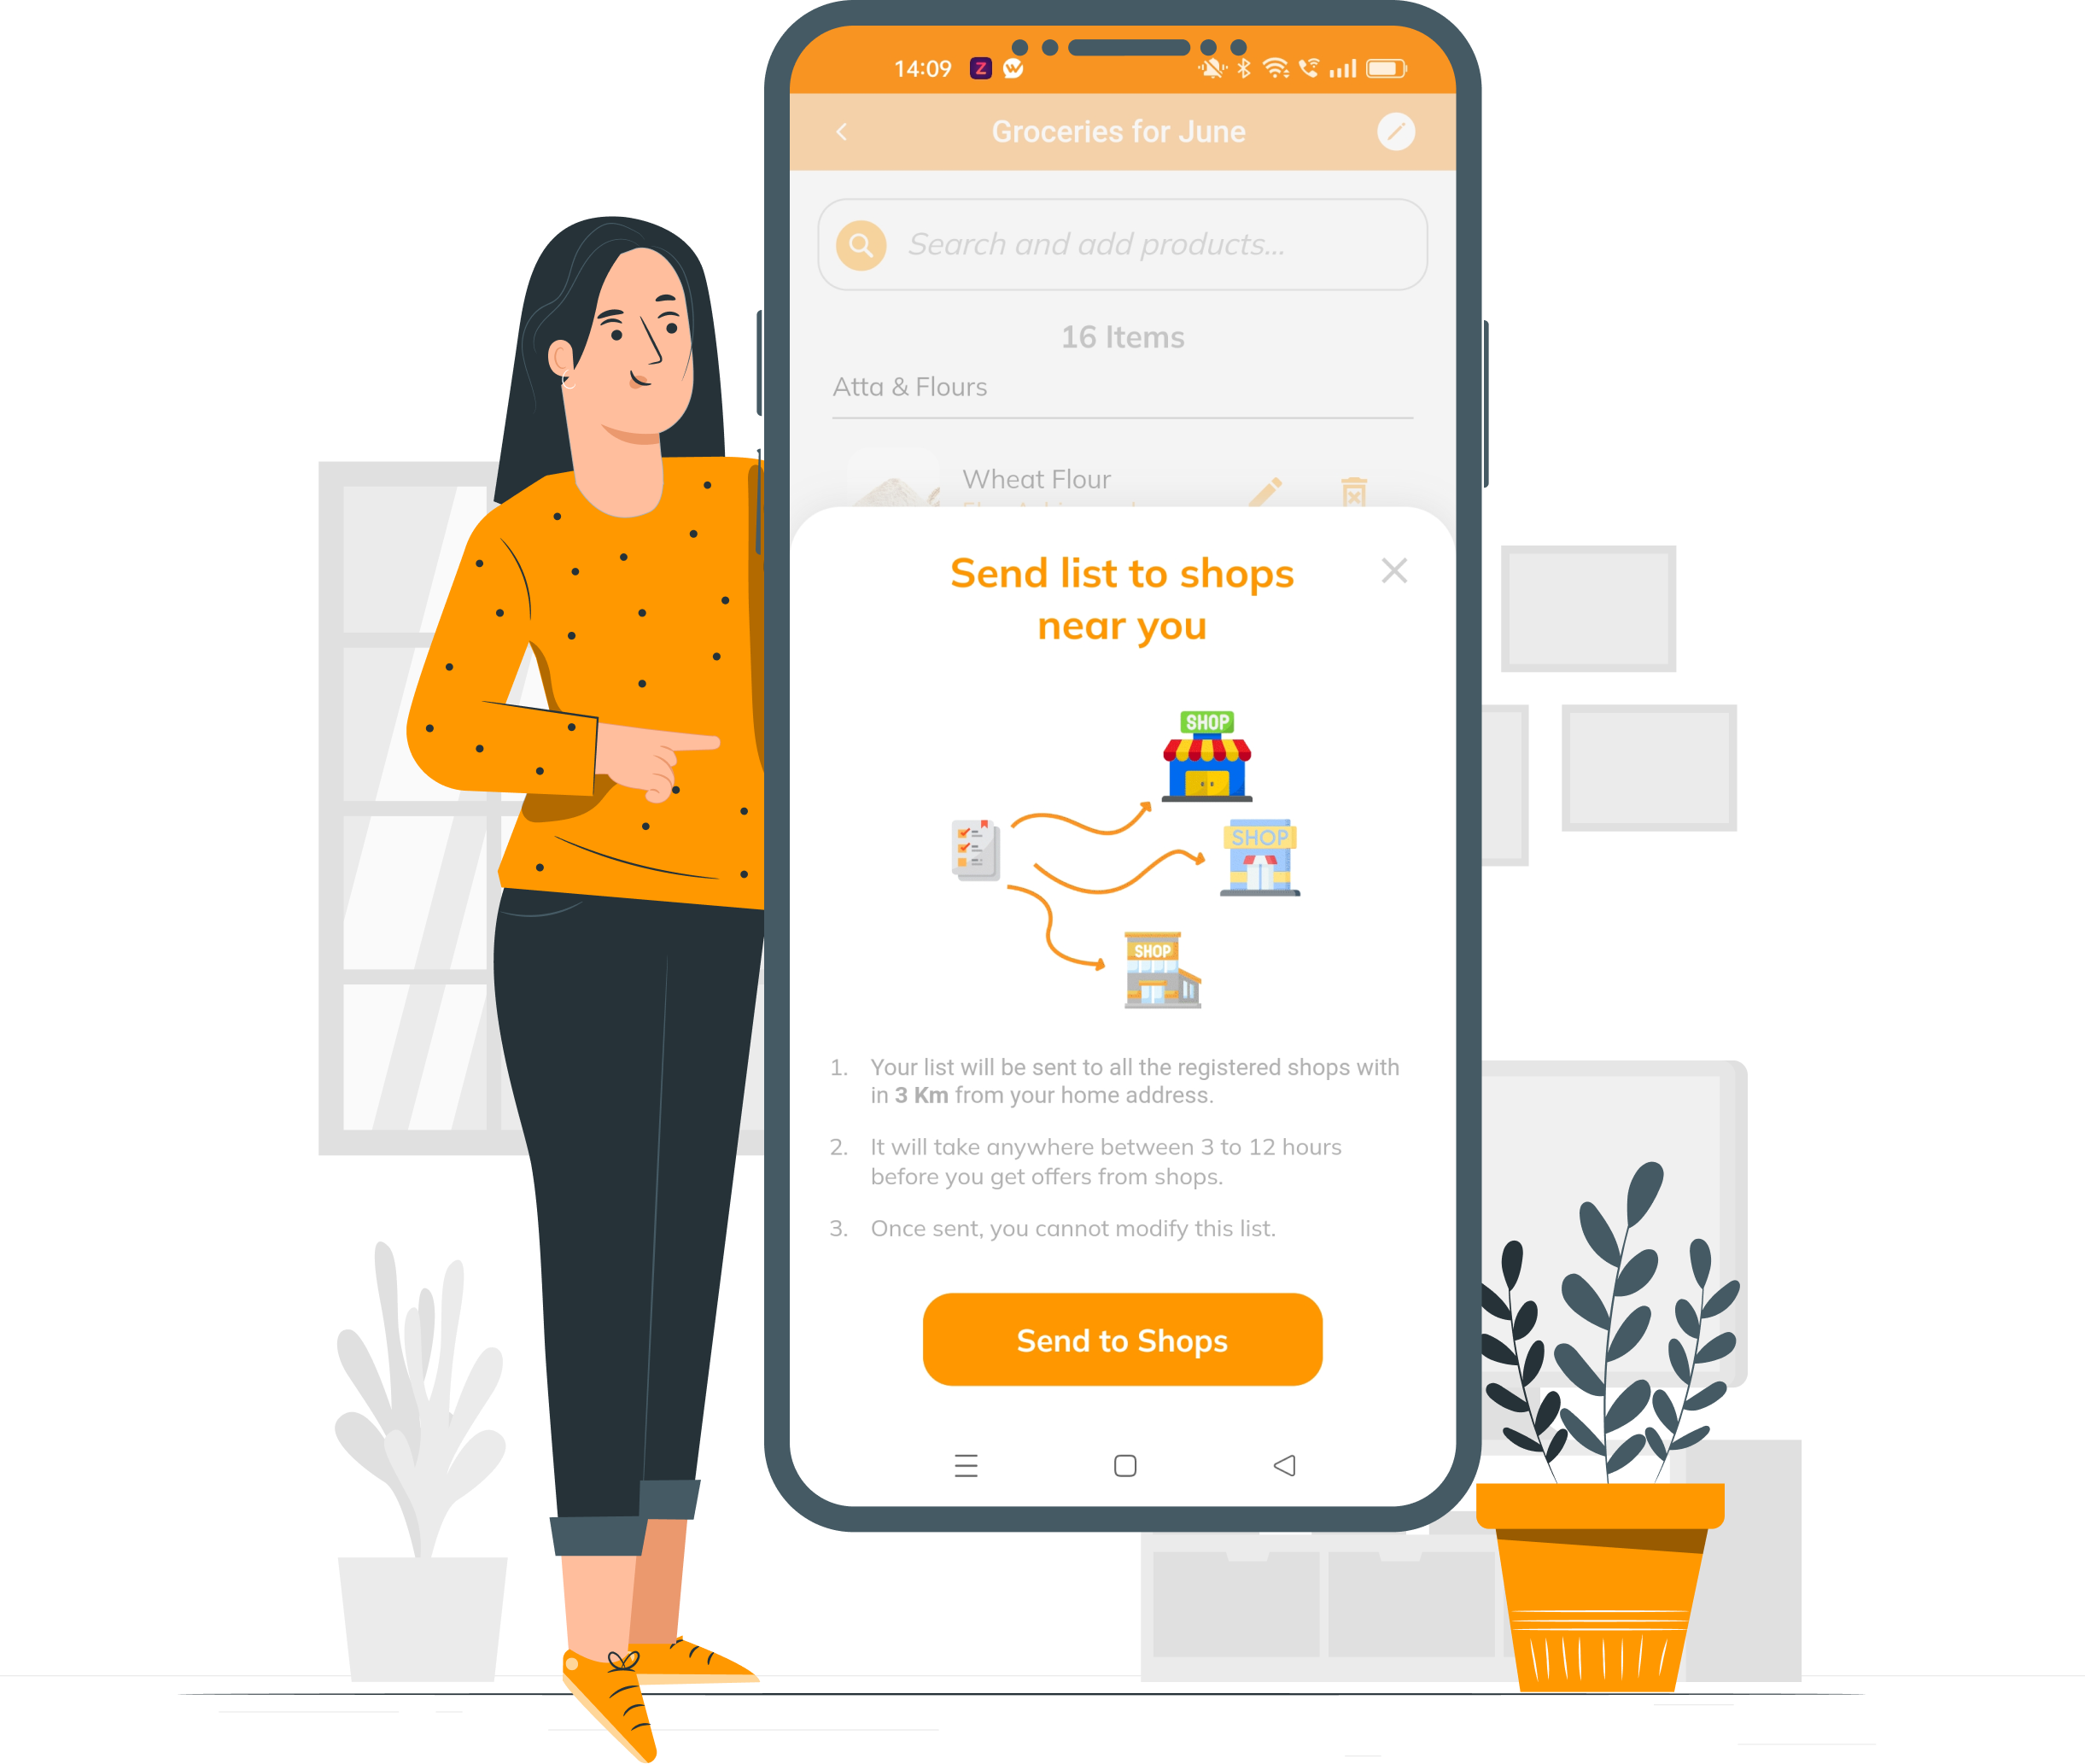 14:09
Groceries for June
Search and add products...
16 Items
Atta & Flours
Wheat Flour
Send list to shops
near you
SHOP
SHOP
SHOP
1. Your list will be sent to all the registered shops with
in 3 Km from your home address.
2. It will take anywhere between 3 to 12 hours
before you get offers from shops.
3. Once sent, you cannot modify this list.
Send to Shops